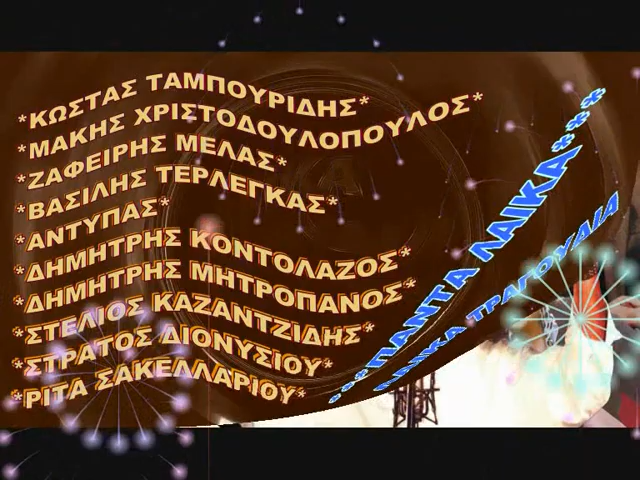 *ΚΩΣΤΑΣ ΤΑΜΠΟΥΡΙΔΗΣ*
*ΜΑΚΗΣ ΧΡΙΣΤΟΔΟΥΛΟΠΟΥΛΟΣ*
*ΖΑΦΕΙΡΗΣ ΜΕΛΑΣ*
*ΒΑΣΙΛΗΣ ΤΕΡΛΕΓΚΑΣ*
*ΑΝΤΥΠΑΣ*
*ΔΗΜΗΤΡΗΣ ΚΟΝΤΟΛΑΖΟΣ*
*ΔΗΜΗΤΡΗΣ ΜΗΤΡΟΠΑΝΟΣ*
*ΣΤΕΛΙΟΣ ΚΑΖΑΝΤΖΙΔΗΣ*
*ΣΤΡΑΤΟΣ ΔΙΟΝΥΣΙΟΥ*
*ΡΙΤΑ ΣΑΚΕΛΛΑΡΙΟΥ*
***ΠΑΝΤΑ ΛΑΙΚΑ***
ΛΑΙΚΑ ΤΡΑΓΟΥΔΙΑ